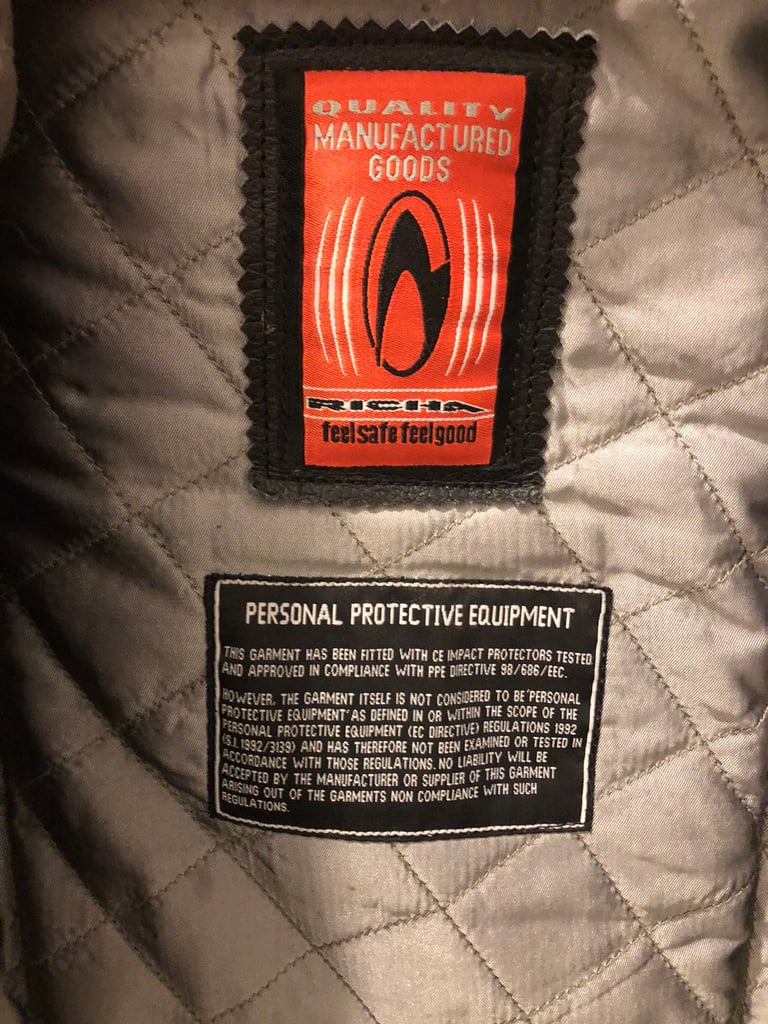 QUALITY
MANUFACTURED
GOODS
RICHA
feel safe feel good
PERSONAL PROTECTIVE EQUIPMENT
THIS GARMENT HAS BEEN FITTED WITH CE IMPACT PROTECTORS TESTED
AND APPROVED IN COMPLIANCE WITH PPE DIRECTIVE 98/686/EEC.
HOWEVER, THE GARMENT ITSELF IS NOT CONSIDERED TO BE 'PERSONAL
PROTECTIVE EQUIPMENT' AS DEFINED IN OR WITHIN THE SCOPE OF THE
PERSONAL PROTECTIVE EQUIPMENT (EC DIRECTIVE) REGULATIONS 1992
(S.I. 1992/3139) AND HAS THEREFORE NOT BEEN EXAMINED OR TESTED IN
ACCORDANCE WITH THOSE REGULATIONS. NO LIABILITY WILL BE
ACCEPTED BY THE MANUFACTURER OR SUPPLIER OF THIS GARMENT
ARISING OUT OF THE GARMENTS NON COMPLIANCE WITH SUCH
REGULATIONS.